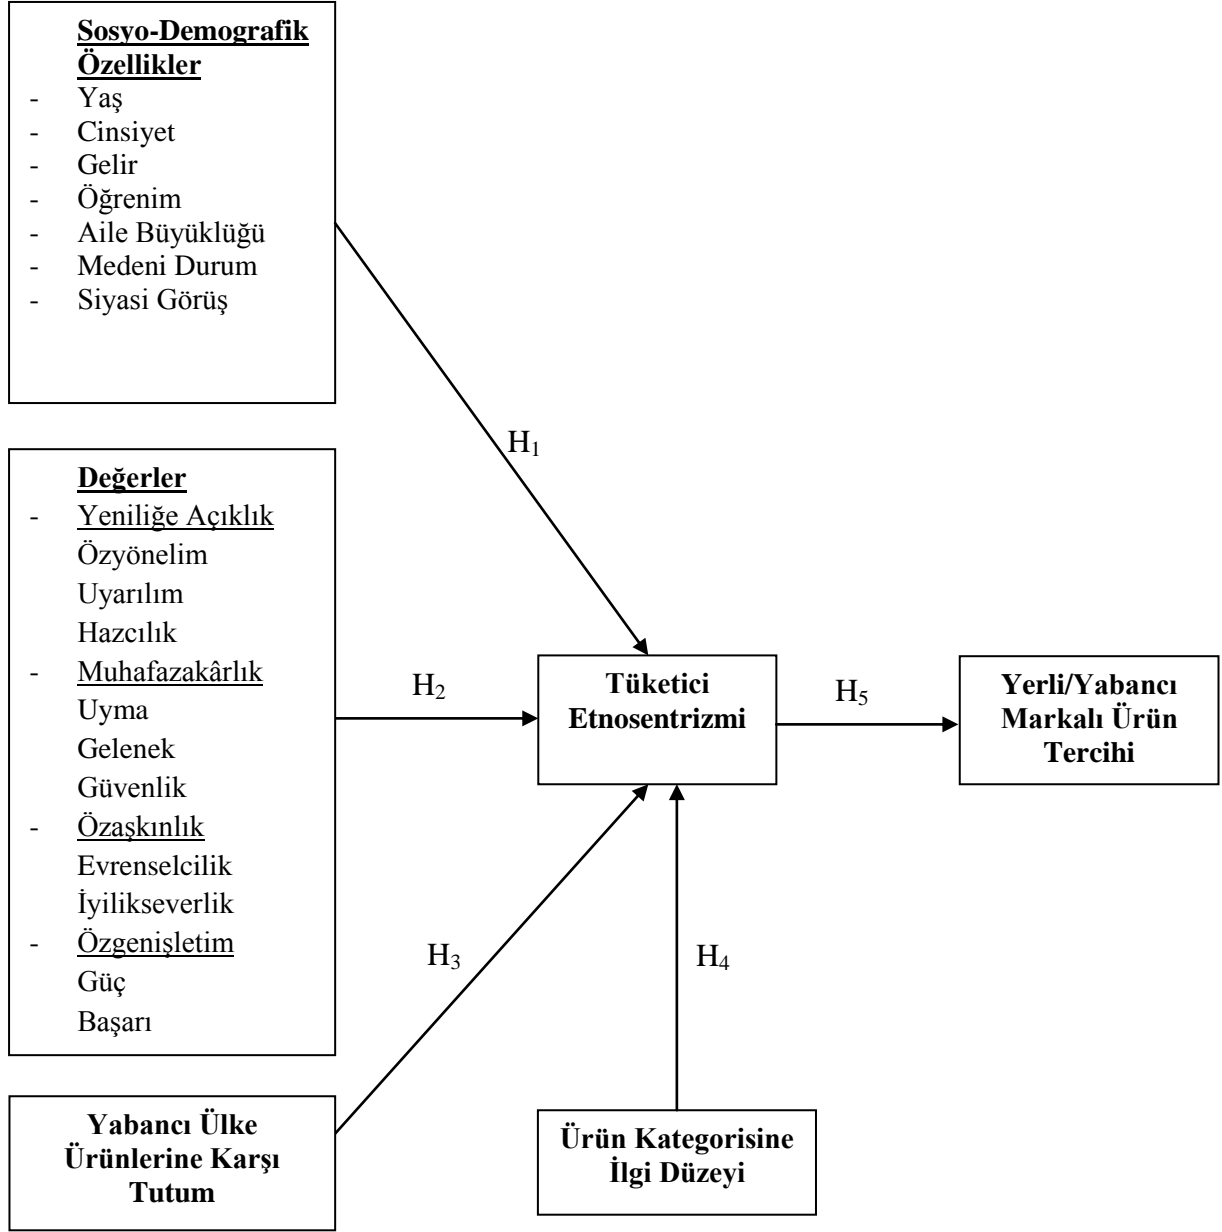 Sosyo-Demografik
Özellikler
- Yaş
- Cinsiyet
- Gelir
- Öğrenim
- Aile Büyüklüğü
- Medeni Durum
- Siyasi Görüş
H1
Değerler
- Yeniliğe Açıklık
Özyönelim
Uyarılım
Hazcılık
- Muhafazakârlık
Uyma
Gelenek
Güvenlik
- Özaşkınlık
Evrenselcilik
İyilikseverlik
- Özgenişletim
Güç
Başarı
H2
Tüketici
Etnosentrizmi
H5
Yerli/Yabancı
Markalı Ürün
Tercihi
H3
H4
Yabancı Ülke
Ürünlerine Karşı
Tutum
Ürün Kategorisine
İlgi Düzeyi